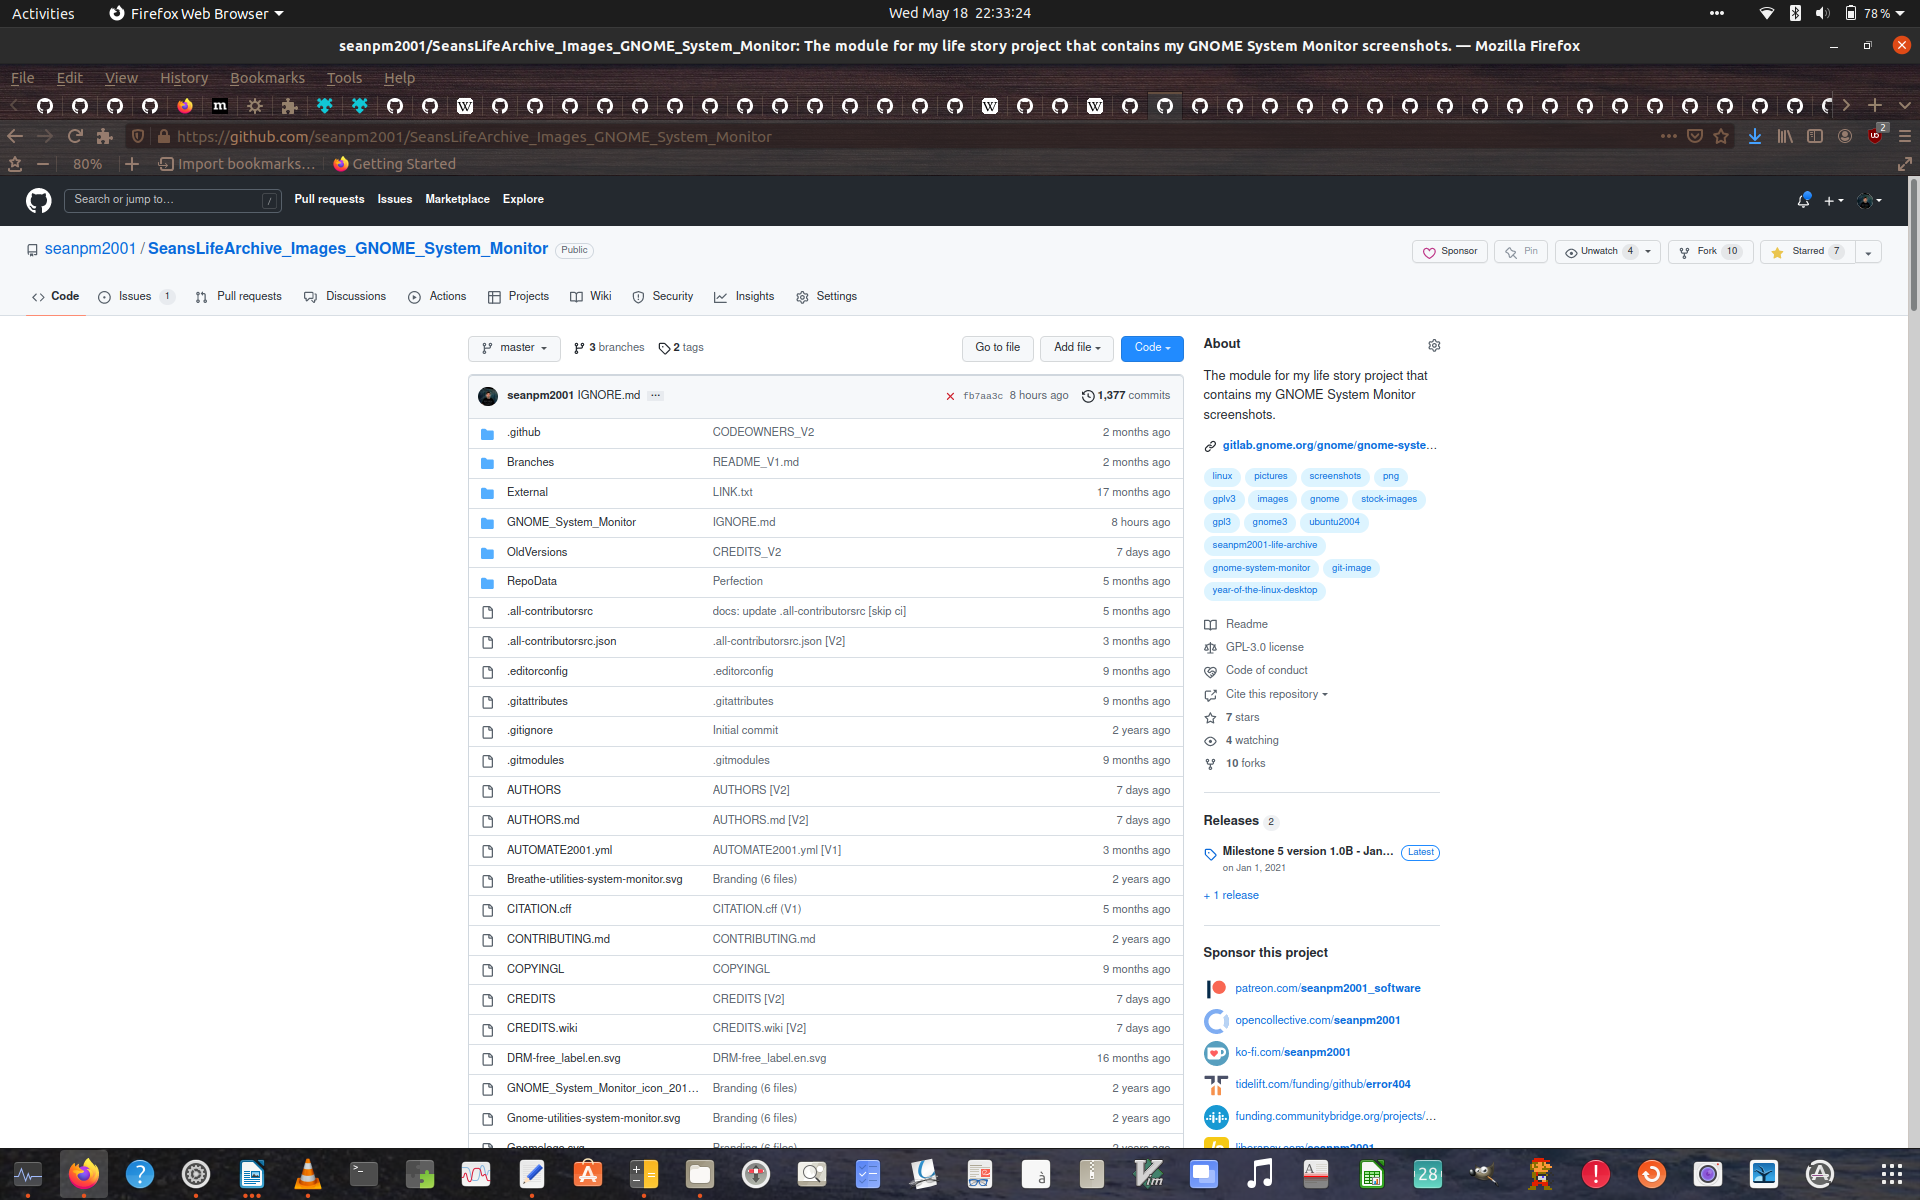 Activities
Firefox Web Browser
Wed May 18 22:33:24
78 %
seanpm2001/SeansLifeArchive_Images_GNOME_System_Monitor: The module for my life story project that contains my GNOME System Monitor screenshots. — Mozilla Firefox
File Edit View History Bookmarks Tools Help
https://github.com/seanpm2001/SeansLifeArchive_Images_GNOME_System_Monitor
2
80%
Import bookmarks…
Getting Started
Search or jump to…
/
Pull requests
Issues
Marketplace
Explore
seanpm2001 / SeansLifeArchive_Images_GNOME_System_Monitor
Public
Sponsor
Pin
Unwatch 4
Fork 10
Starred 7
Code
Issues 1
Pull requests
Discussions
Actions
Projects
Wiki
Security
Insights
Settings
master
3 branches
2 tags
Go to file
Add file
Code
seanpm2001 IGNORE.md
fb7aa3c 8 hours ago
1,377 commits
.github CODEOWNERS_V2 2 months ago
Branches README_V1.md 2 months ago
External LINK.txt 17 months ago
GNOME_System_Monitor IGNORE.md 8 hours ago
OldVersions CREDITS_V2 7 days ago
RepoData Perfection 5 months ago
.all-contributorsrc docs: update .all-contributorsrc [skip ci] 5 months ago
.all-contributorsrc.json .all-contributorsrc.json [V2] 3 months ago
.editorconfig .editorconfig 9 months ago
.gitattributes .gitattributes 9 months ago
.gitignore Initial commit 2 years ago
.gitmodules .gitmodules 9 months ago
AUTHORS AUTHORS [V2] 7 days ago
AUTHORS.md AUTHORS.md [V2] 7 days ago
AUTOMATE2001.yml AUTOMATE2001.yml [V1] 3 months ago
Breathe-utilities-system-monitor.svg Branding (6 files) 2 years ago
CITATION.cff CITATION.cff (V1) 5 months ago
CONTRIBUTING.md CONTRIBUTING.md 2 years ago
COPYINGL COPYINGL 9 months ago
CREDITS CREDITS [V2] 7 days ago
CREDITS.wiki CREDITS.wiki [V2] 7 days ago
DRM-free_label.en.svg DRM-free_label.en.svg 16 months ago
GNOME_System_Monitor_icon_201… Branding (6 files) 2 years ago
Gnome-utilities-system-monitor.svg Branding (6 files) 2 years ago
About
The module for my life story project that
contains my GNOME System Monitor
screenshots.
gitlab.gnome.org/gnome/gnome-syste…
linux pictures screenshots png
gplv3 images gnome stock-images
gpl3 gnome3 ubuntu2004
seanpm2001-life-archive
gnome-system-monitor git-image
year-of-the-linux-desktop
Readme
GPL-3.0 license
Code of conduct
Cite this repository
7 stars
4 watching
10 forks
Releases 2
Milestone 5 version 1.0B - Jan… Latest
on Jan 1, 2021
+ 1 release
Sponsor this project
patreon.com/seanpm2001_software
opencollective.com/seanpm2001
ko-fi.com/seanpm2001
tidelift.com/funding/github/error404
funding.communitybridge.org/projects/…
28